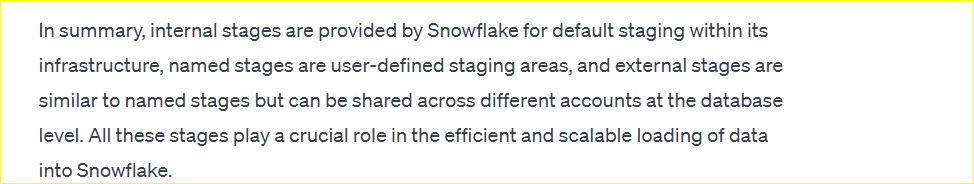 In summary, internal stages are provided by Snowflake for default staging within its
infrastructure, named stages are user-defined staging areas, and external stages are
similar to named stages but can be shared across different accounts at the database
level. All these stages play a crucial role in the efficient and scalable loading of data
into Snowflake.